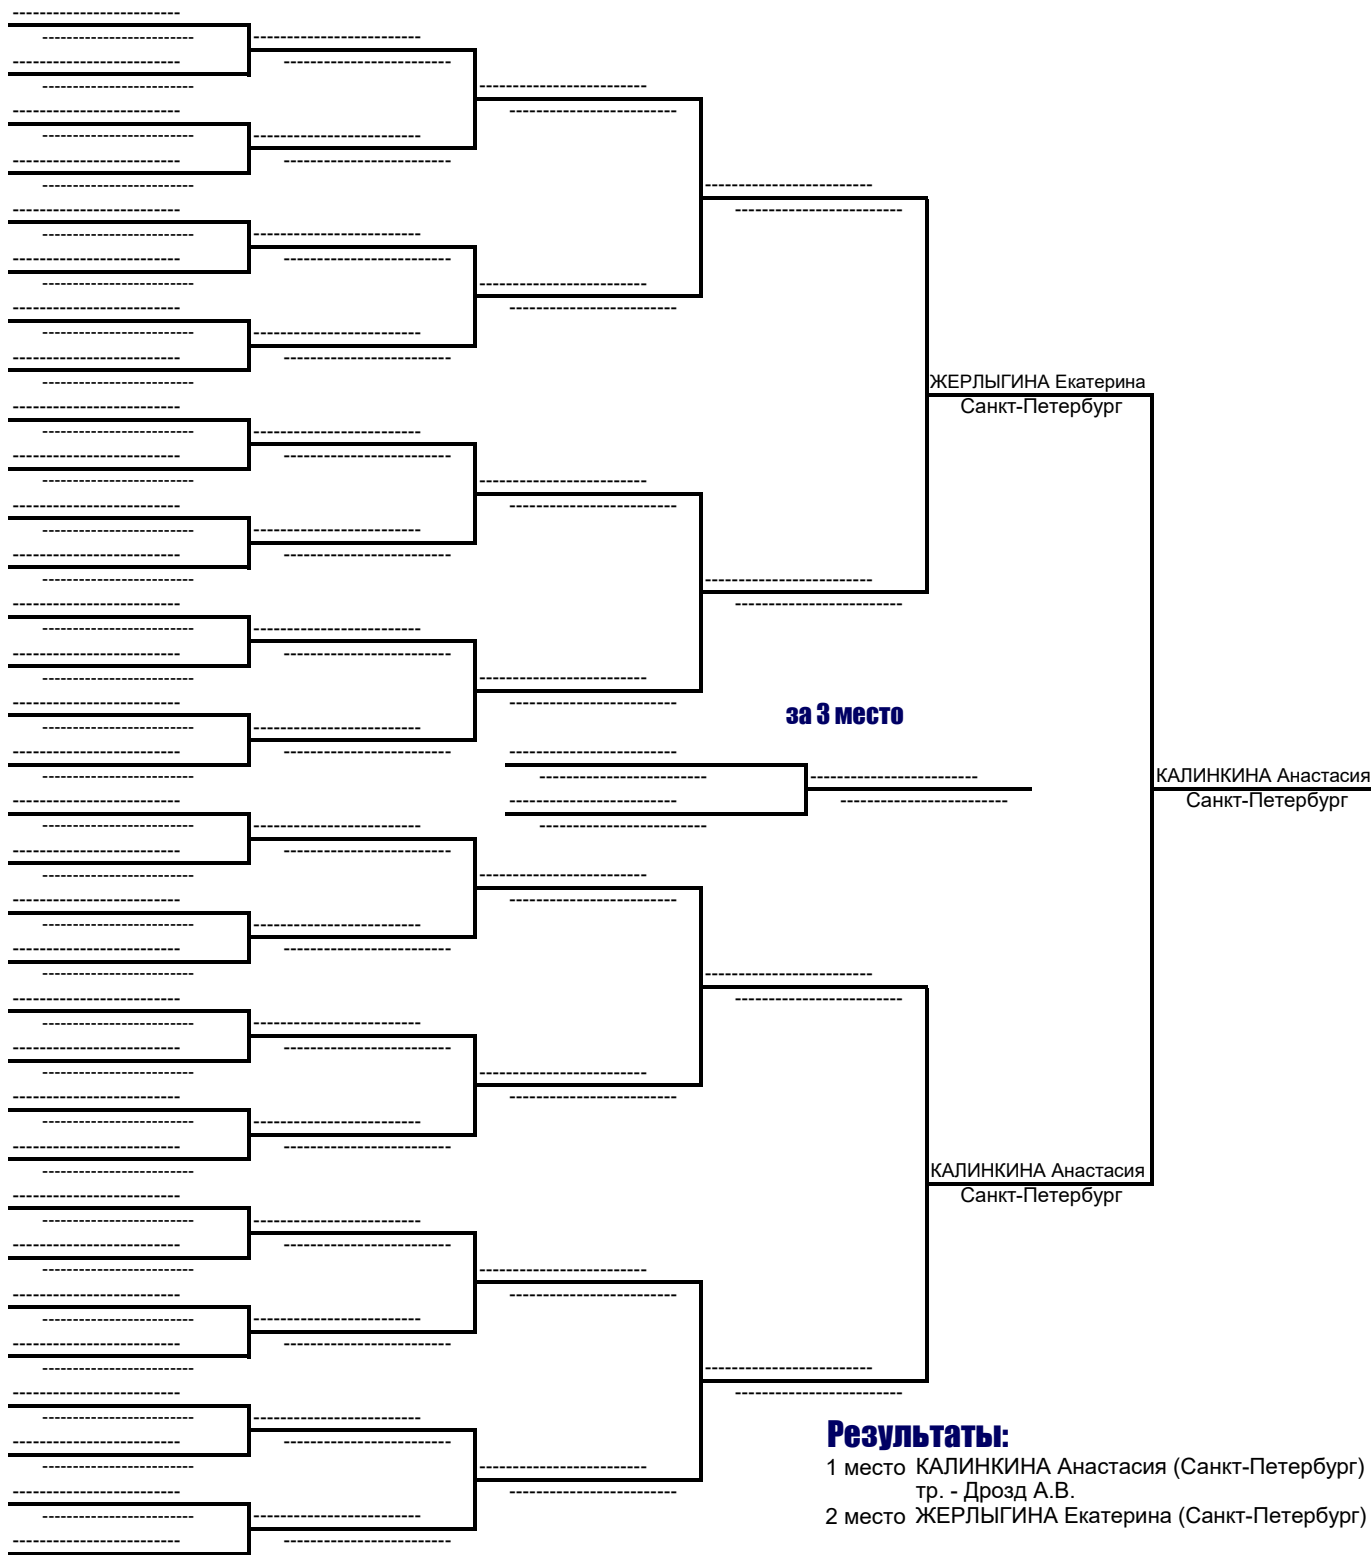 ЖЕРЛЫГИНА Екатерина
Санкт-Петербург
за 3 место
КАЛИНКИНА Анастасия
Санкт-Петербург
КАЛИНКИНА Анастасия
Санкт-Петербург
Результаты:
1 место КАЛИНКИНА Анастасия (Санкт-Петербург)
тр. - Дрозд А.В.
2 место ЖЕРЛЫГИНА Екатерина (Санкт-Петербург)